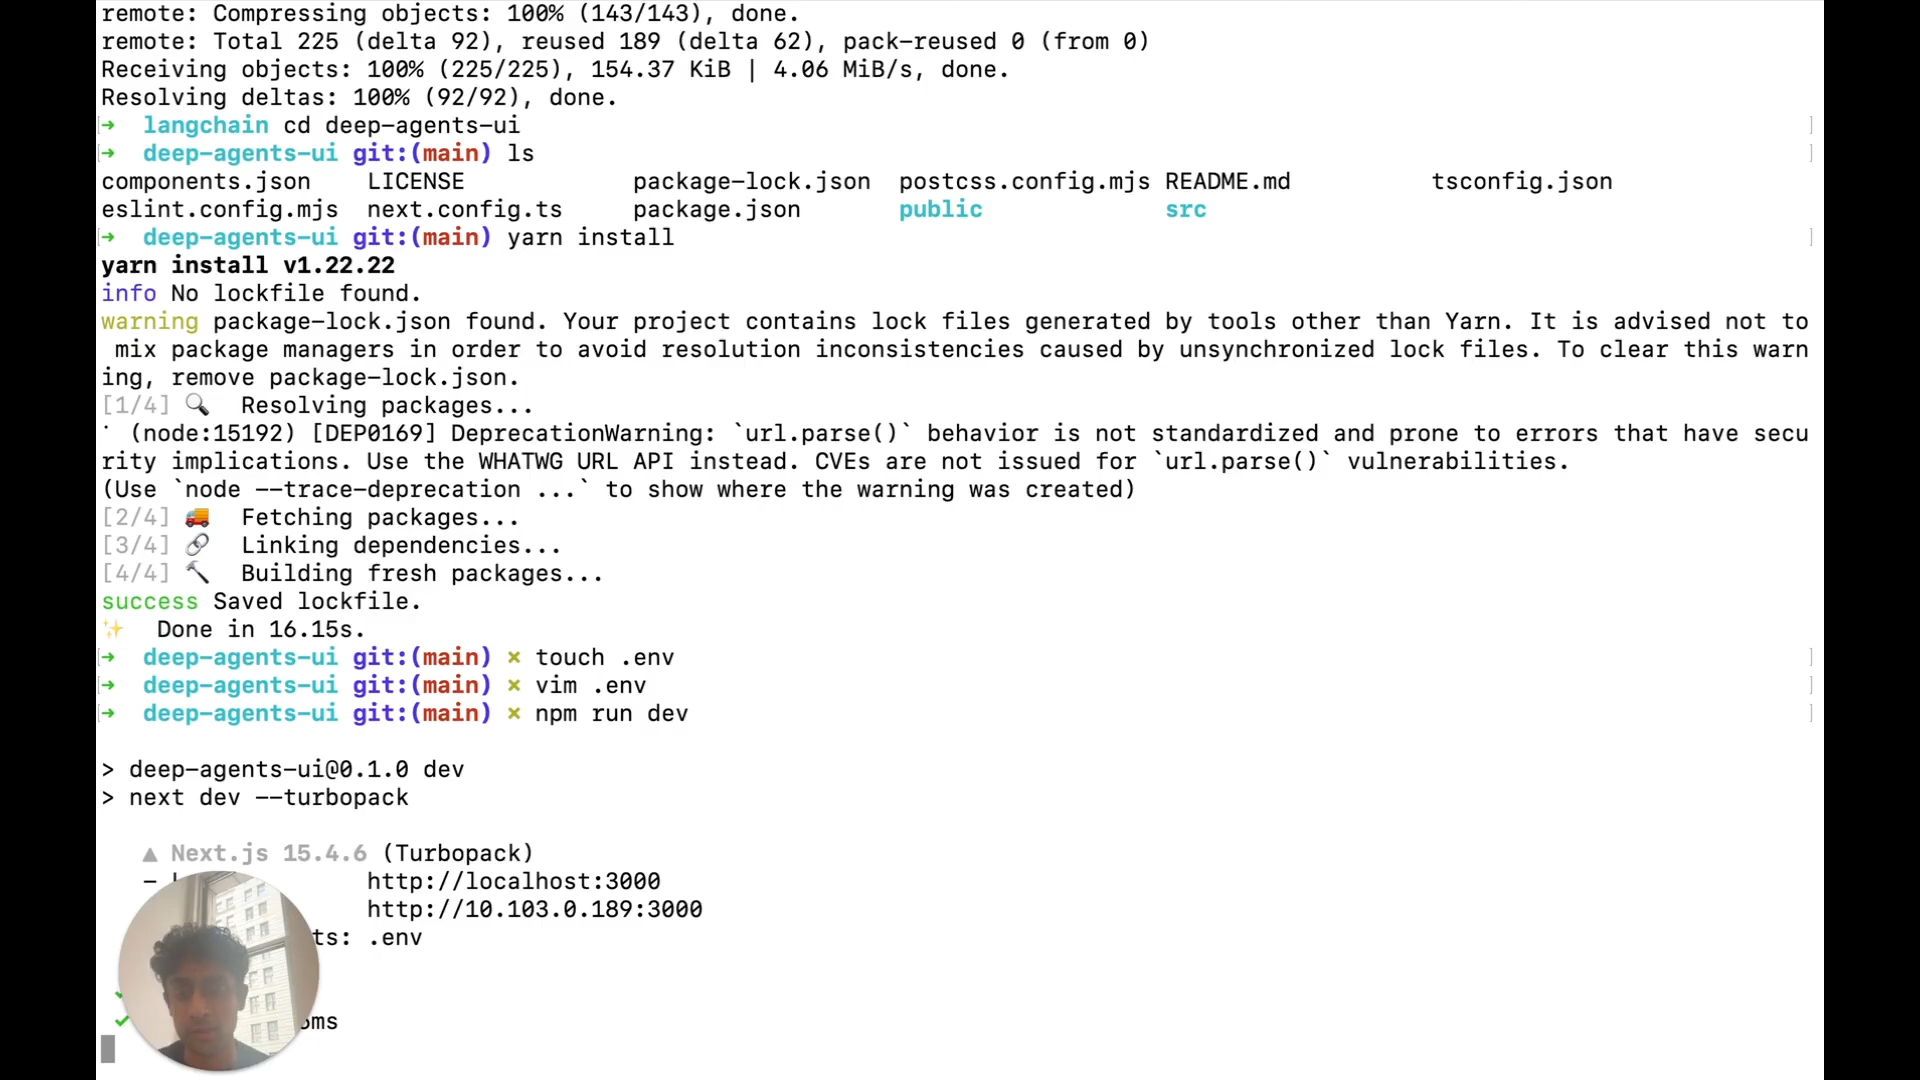 remote: Compressing objects: 100% (143/143), done.
remote: Total 225 (delta 92), reused 189 (delta 62), pack-reused 0 (from 0)
Receiving objects: 100% (225/225), 154.37 KiB | 4.06 MiB/s, done.
Resolving deltas: 100% (92/92), done.
[→ langchain cd deep-agents-ui ]
[→ deep-agents-ui git:(main) ls ]
components.json LICENSE package-lock.json postcss.config.mjs README.md tsconfig.json
eslint.config.mjs next.config.ts package.json public src
[→ deep-agents-ui git:(main) yarn install ]
yarn install v1.22.22
info No lockfile found.
warning package-lock.json found. Your project contains lock files generated by tools other than Yarn. It is advised not to
mix package managers in order to avoid resolution inconsistencies caused by unsynchronized lock files. To clear this warn
ing, remove package-lock.json.
[1/4] 🔍 Resolving packages...
⠁ (node:15192) [DEP0169] DeprecationWarning: `url.parse()` behavior is not standardized and prone to errors that have secu
rity implications. Use the WHATWG URL API instead. CVEs are not issued for `url.parse()` vulnerabilities.
(Use `node --trace-deprecation ...` to show where the warning was created)
[2/4] 🚚 Fetching packages...
[3/4] 🔗 Linking dependencies...
[4/4] 🔨 Building fresh packages...
success Saved lockfile.
✨ Done in 16.15s.
[→ deep-agents-ui git:(main) × touch .env ]
[→ deep-agents-ui git:(main) × vim .env ]
[→ deep-agents-ui git:(main) × npm run dev ]
> deep-agents-ui@0.1.0 dev
> next dev --turbopack
▲ Next.js 15.4.6 (Turbopack)
- http://localhost:3000
http://10.103.0.189:3000
ts: .env
✓
✓ ms